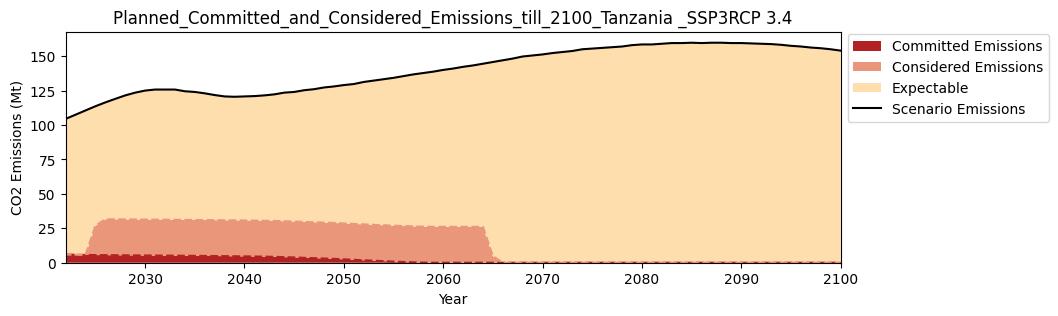 Planned_Committed_and_Considered_Emissions_till_2100_Tanzania _SSP3RCP 3.4
CO2 Emissions (Mt)
150
125
100
75
50
25
0
2030
2040
2050
2060
2070
2080
2090
2100
Year
Committed Emissions
Considered Emissions
Expectable
Scenario Emissions